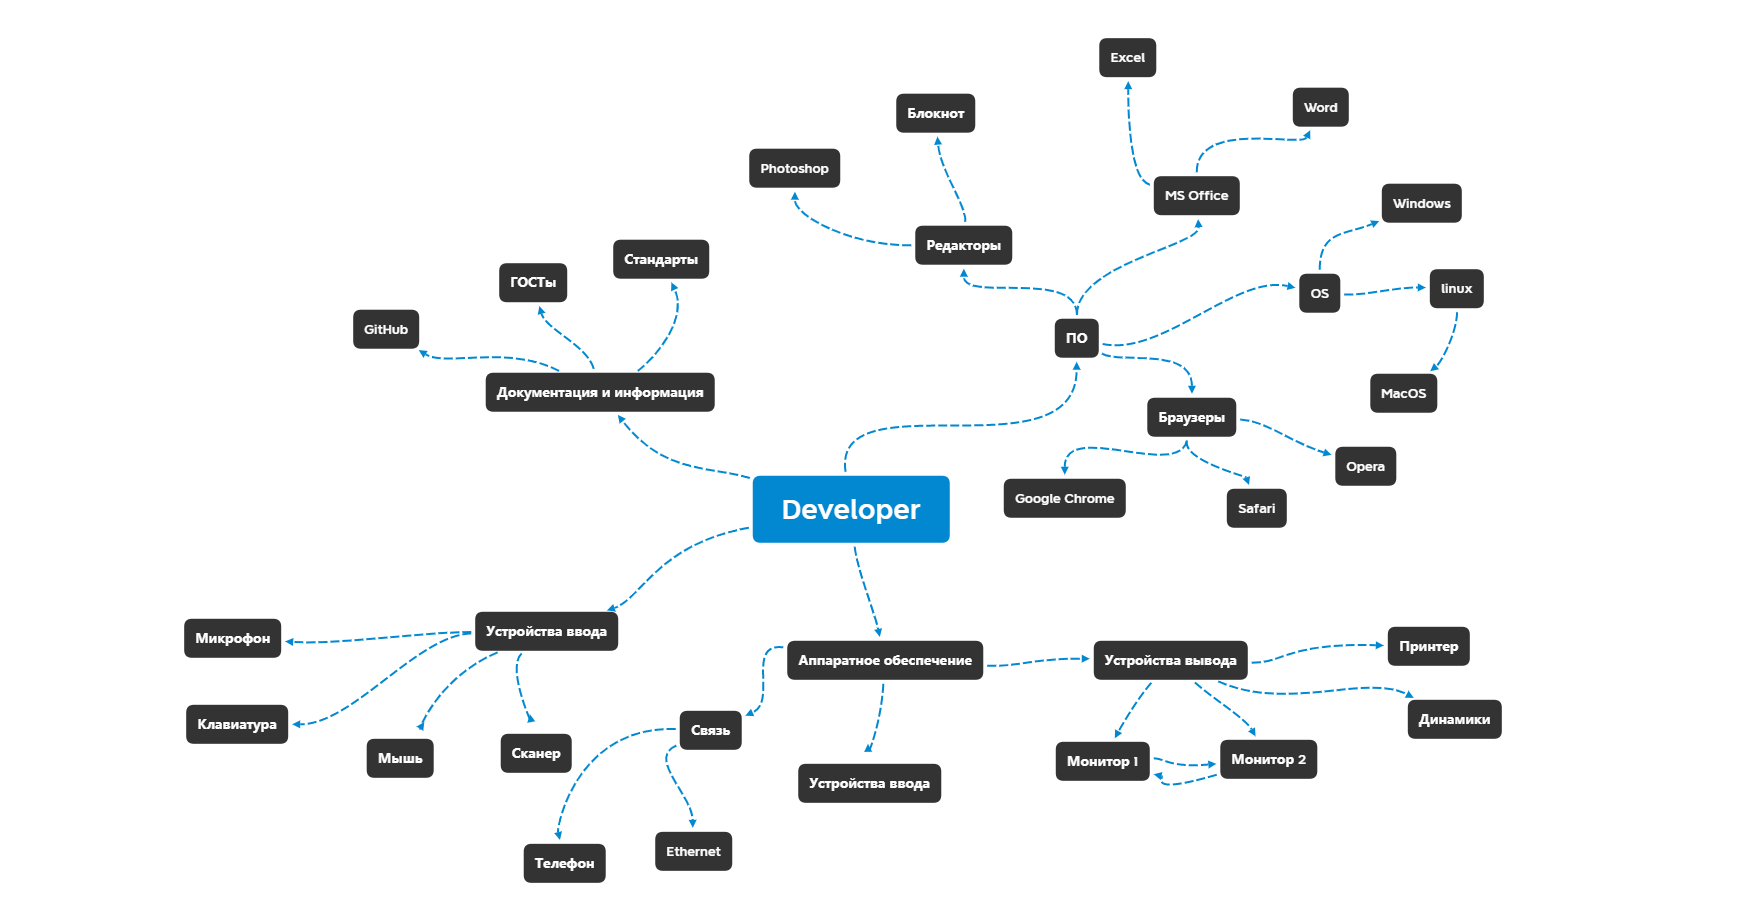 Excel
Word
Блокнот
Photoshop
MS Office
Windows
Редакторы
Стандарты
ГОСТы
OS
linux
GitHub
ПО
Документация и информация
MacOS
Браузеры
Opera
Google Chrome
Safari
Developer
Микрофон
Устройства ввода
Аппаратное обеспечение
Устройства вывода
Принтер
Клавиатура
Связь
Динамики
Мышь
Сканер
Монитор 1
Монитор 2
Устройства ввода
Телефон
Ethernet